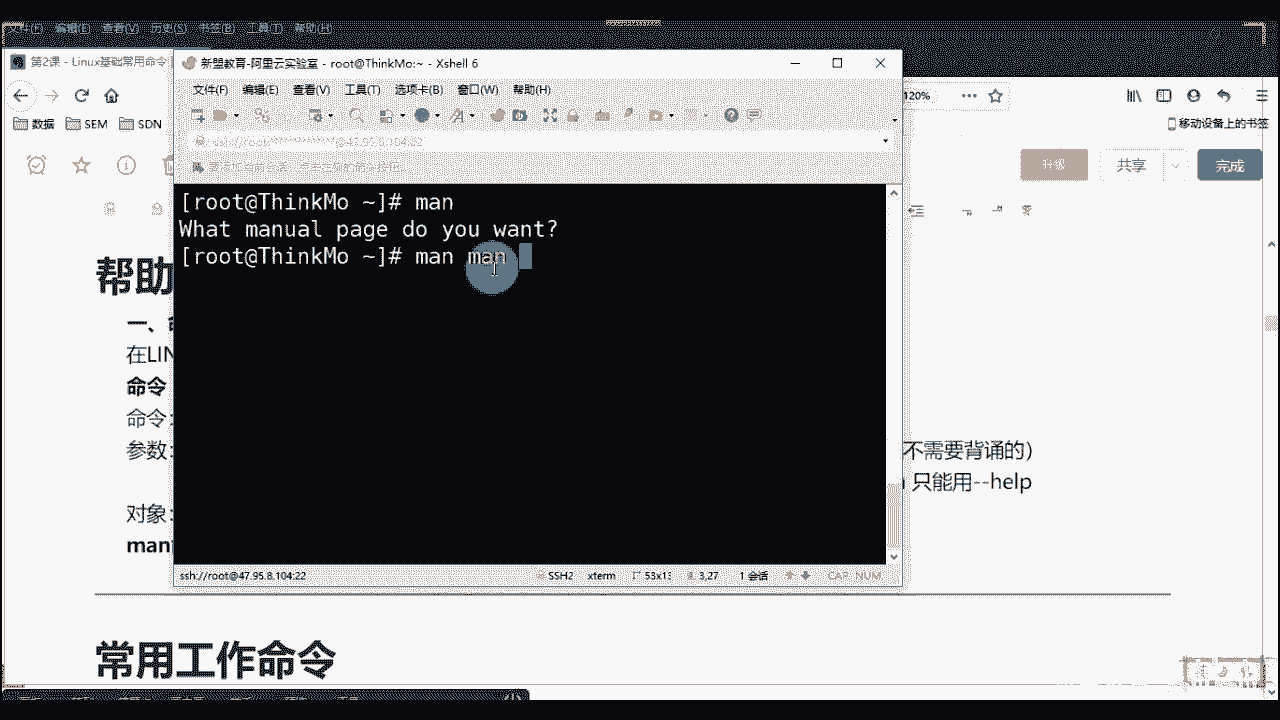 文件(F) 编辑(E) 查看(V) 历史(S) 书签(B) 工具(T) 帮助(H)
第2课 - Linux基础常用命令
新盟教育-阿里云实验室 - root@ThinkMo:~ - Xshell 6
文件(F) 编辑(E) 查看(V) 工具(T) 选项卡(B) 窗口(W) 帮助(H)
120%
数据 SEM SDN
移动设备上的书签
升级 共享 完成
[root@ThinkMo ~]# man
What manual page do you want?
[root@ThinkMo ~]# man man
帮助
一、
在LIN
命令
命令:
参数: 不需要背诵的）
只能用--help
对象:
man
ssh://root@47.95.8.104:22 SSH2 xterm 53x13 3,27 1 会话 CAP NUM
常用工作命令